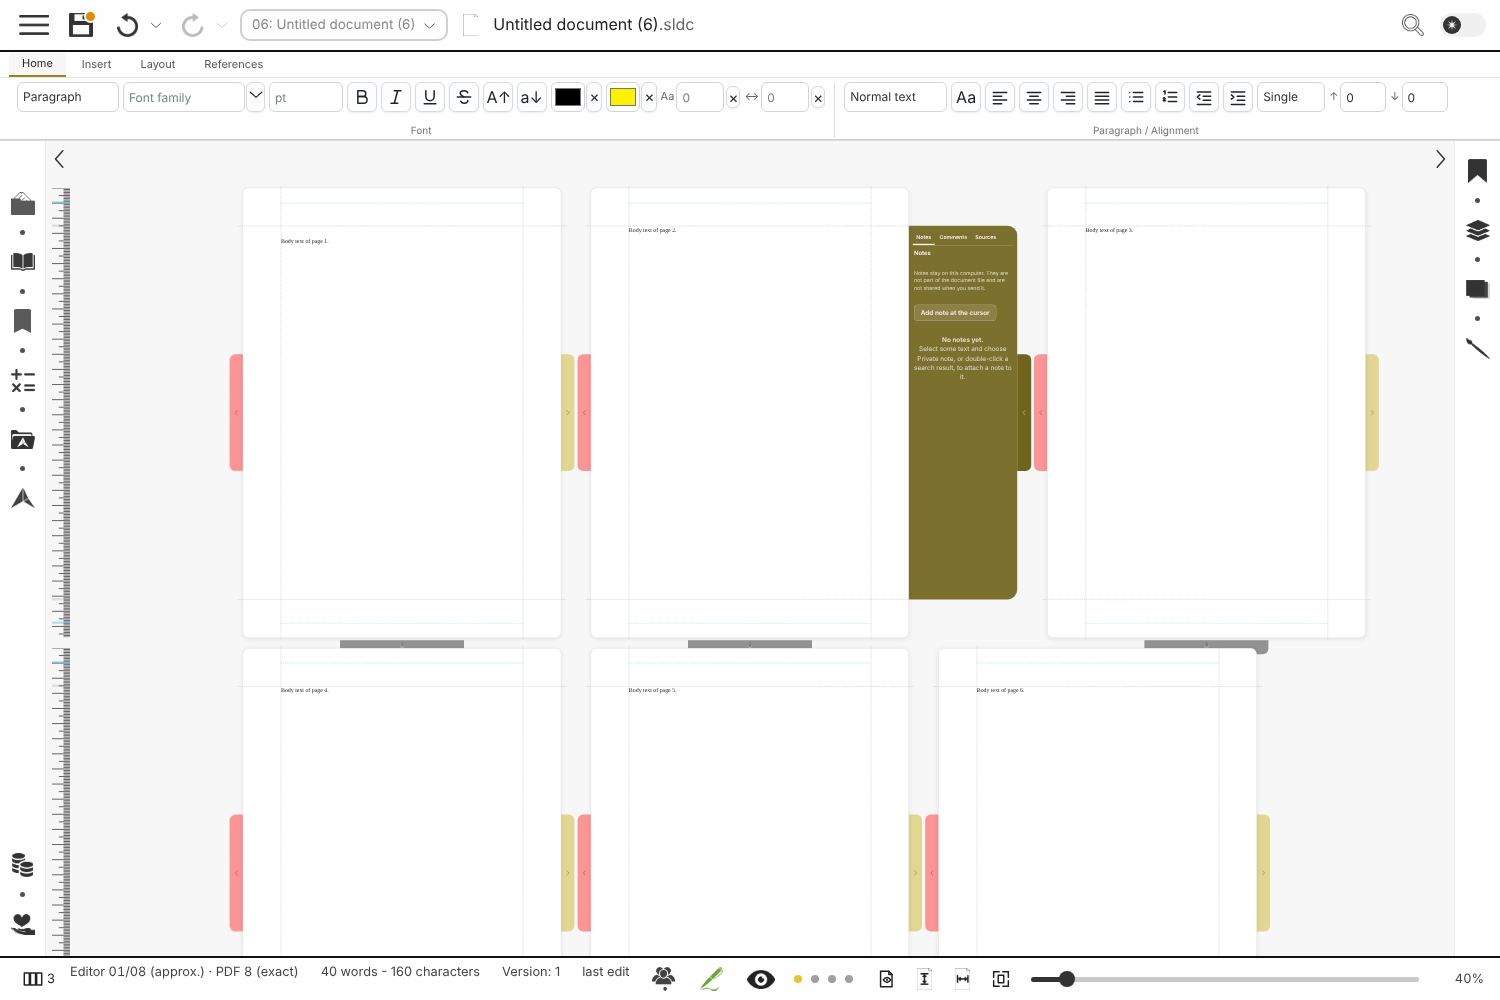 06: Untitled document (6)
Untitled document (6).sldc
Home Insert Layout References
Paragraph Font family pt B I U S A↑ a↓ × × Aa 0 × ↔ 0 × Normal text Aa Single ↑ 0 ↓ 0
Font Paragraph / Alignment
Body text of page 1.
Body text of page 2.
Notes Comments Sources
Notes
Notes stay on this computer. They are
not part of the document file and are
not shared when you send it.
Add note at the cursor
No notes yet.
Select some text and choose
Private note, or double-click a
search result, to attach a note to
it.
Body text of page 3.
Body text of page 4.
Body text of page 5.
Body text of page 6.
3 Editor 01/08 (approx.) · PDF 8 (exact) 40 words - 160 characters Version: 1 last edit 40%